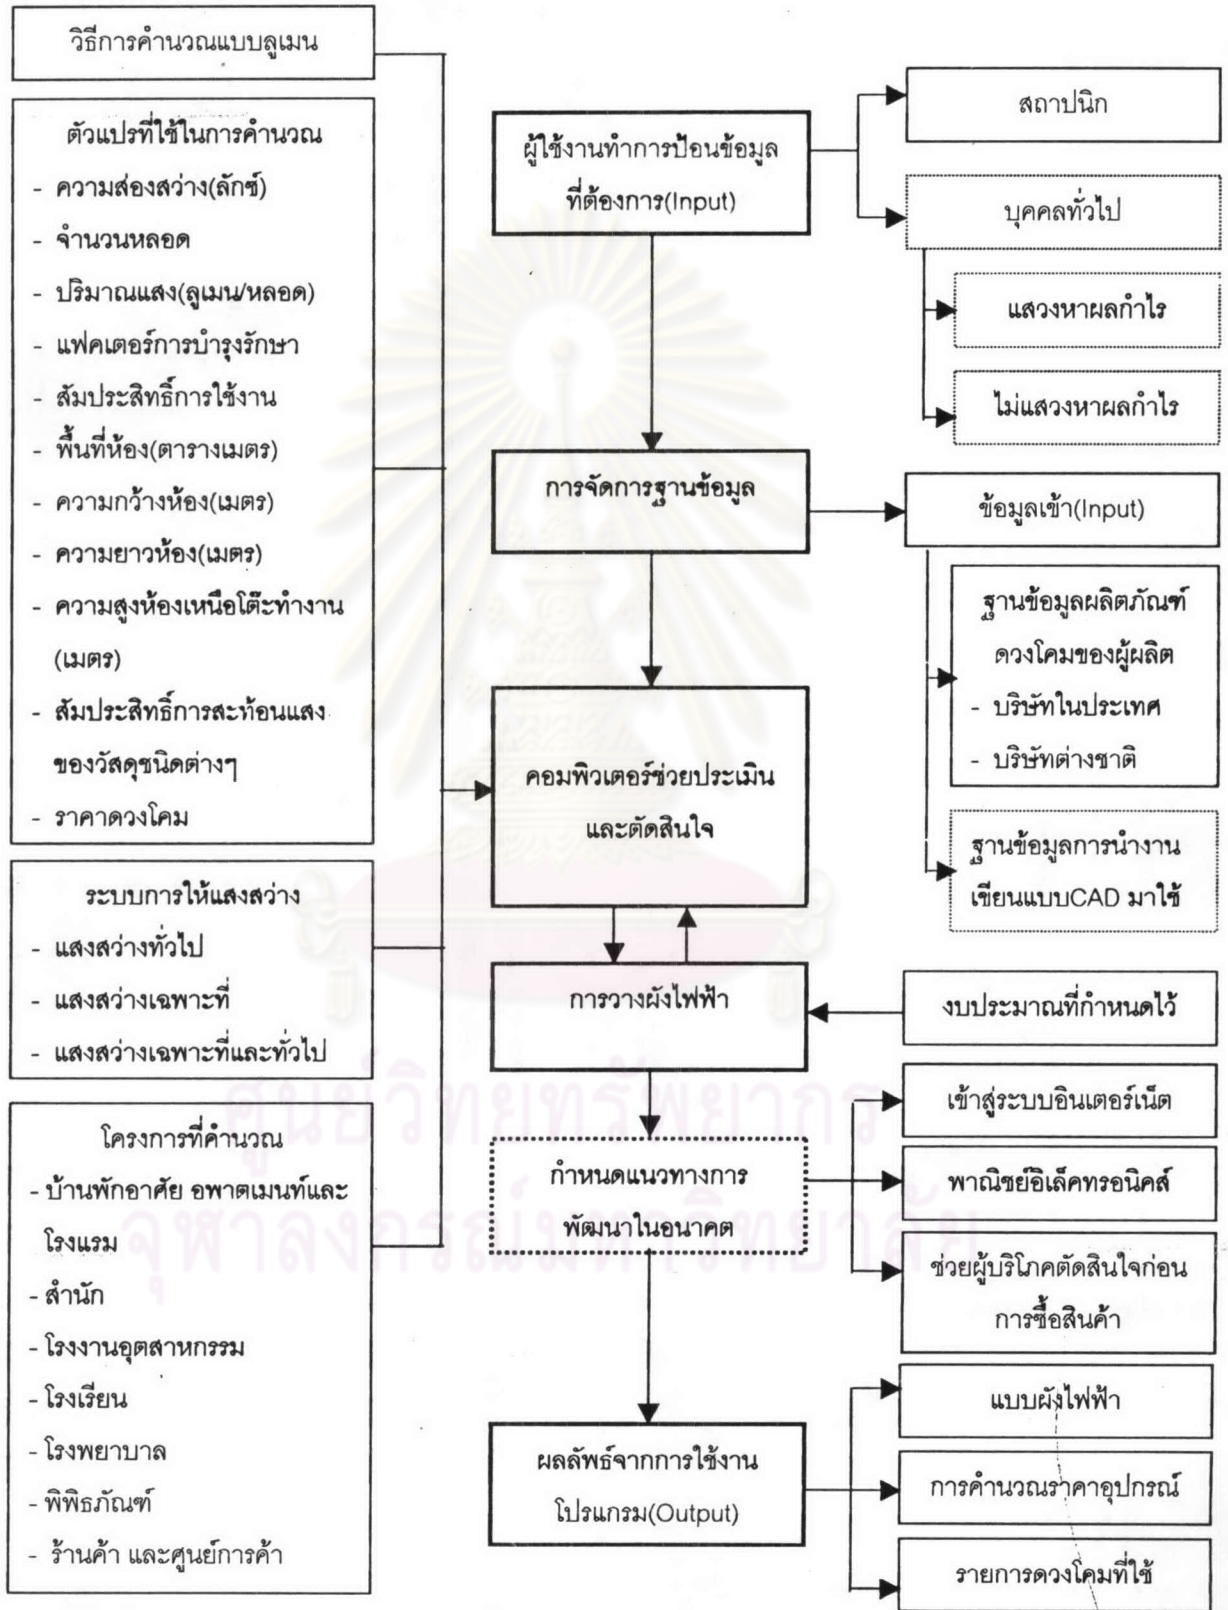 วิธีการคำนวณแบบลูเมน
ตัวแปรที่ใช้ในการคำนวณ
- ความส่องสว่าง(ลักซ์)
- จำนวนหลอด
- ปริมาณแสง(ลูเมน/หลอด)
- แฟคเตอร์การบำรุงรักษา
- สัมประสิทธิ์การใช้งาน
- พื้นที่ห้อง(ตารางเมตร)
- ความกว้างห้อง(เมตร)
- ความยาวห้อง(เมตร)
- ความสูงห้องเหนือโต๊ะทำงาน
(เมตร)
- สัมประสิทธิ์การสะท้อนแสง
ของวัสดุชนิดต่างๆ
- ราคาดวงโคม
ระบบการให้แสงสว่าง
- แสงสว่างทั่วไป
- แสงสว่างเฉพาะที่
- แสงสว่างเฉพาะที่และทั่วไป
โครงการที่คำนวณ
- บ้านพักอาศัย อพาตเมนท์และ
โรงแรม
- สำนัก
- โรงงานอุตสาหกรรม
- โรงเรียน
- โรงพยาบาล
- พิพิธภัณฑ์
- ร้านค้า และศูนย์การค้า
ผู้ใช้งานทำการป้อนข้อมูล
ที่ต้องการ(Input)
การจัดการฐานข้อมูล
คอมพิวเตอร์ช่วยประเมิน
และตัดสินใจ
การวางผังไฟฟ้า
กำหนดแนวทางการ
พัฒนาในอนาคต
ผลลัพธ์จากการใช้งาน
โปรแกรม(Output)
สถาปนิก
บุคคลทั่วไป
แสวงหาผลกำไร
ไม่แสวงหาผลกำไร
ข้อมูลเข้า(Input)
ฐานข้อมูลผลิตภัณฑ์
ดวงโคมของผู้ผลิต
- บริษัทในประเทศ
- บริษัทต่างชาติ
ฐานข้อมูลการนำงาน
เขียนแบบCAD มาใช้
งบประมาณที่กำหนดไว้
เข้าสู่ระบบอินเตอร์เน็ต
พาณิชย์อิเล็คทรอนิคส์
ช่วยผู้บริโภคตัดสินใจก่อน
การซื้อสินค้า
แบบผังไฟฟ้า
การคำนวณราคาอุปกรณ์
รายการดวงโคมที่ใช้
ศูนย์วิทยทรัพยากร
จุฬาลงกรณ์มหาวิทยาลัย